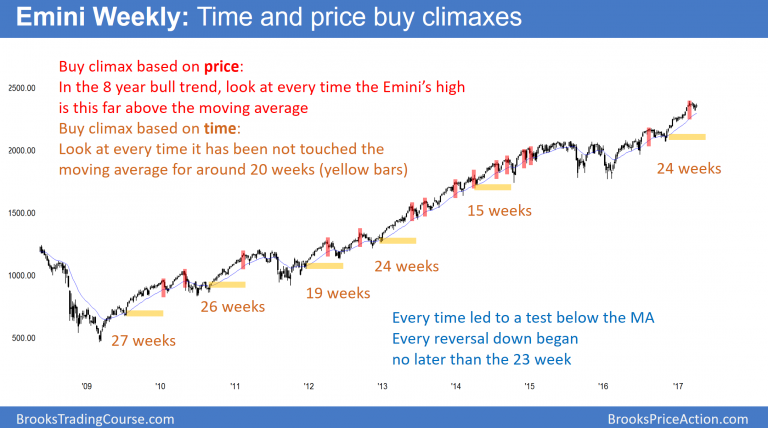 Emini Weekly: Time and price buy climaxes
Buy climax based on price:
In the 8 year bull trend, look at every time the Emini's high
is this far above the moving average
Buy climax based on time:
Look at every time it has been not touched the
moving average for around 20 weeks (yellow bars)
2500.00
2000.00
1500.00
1000.00
500.00
27 weeks
26 weeks
19 weeks
24 weeks
15 weeks
24 weeks
Every time led to a test below the MA
Every reversal down began
no later than the 23 week
'09 '10 '11 '12 '13 '14 '15 '16 '17
BrooksTradingCourse.com
BrooksPriceAction.com